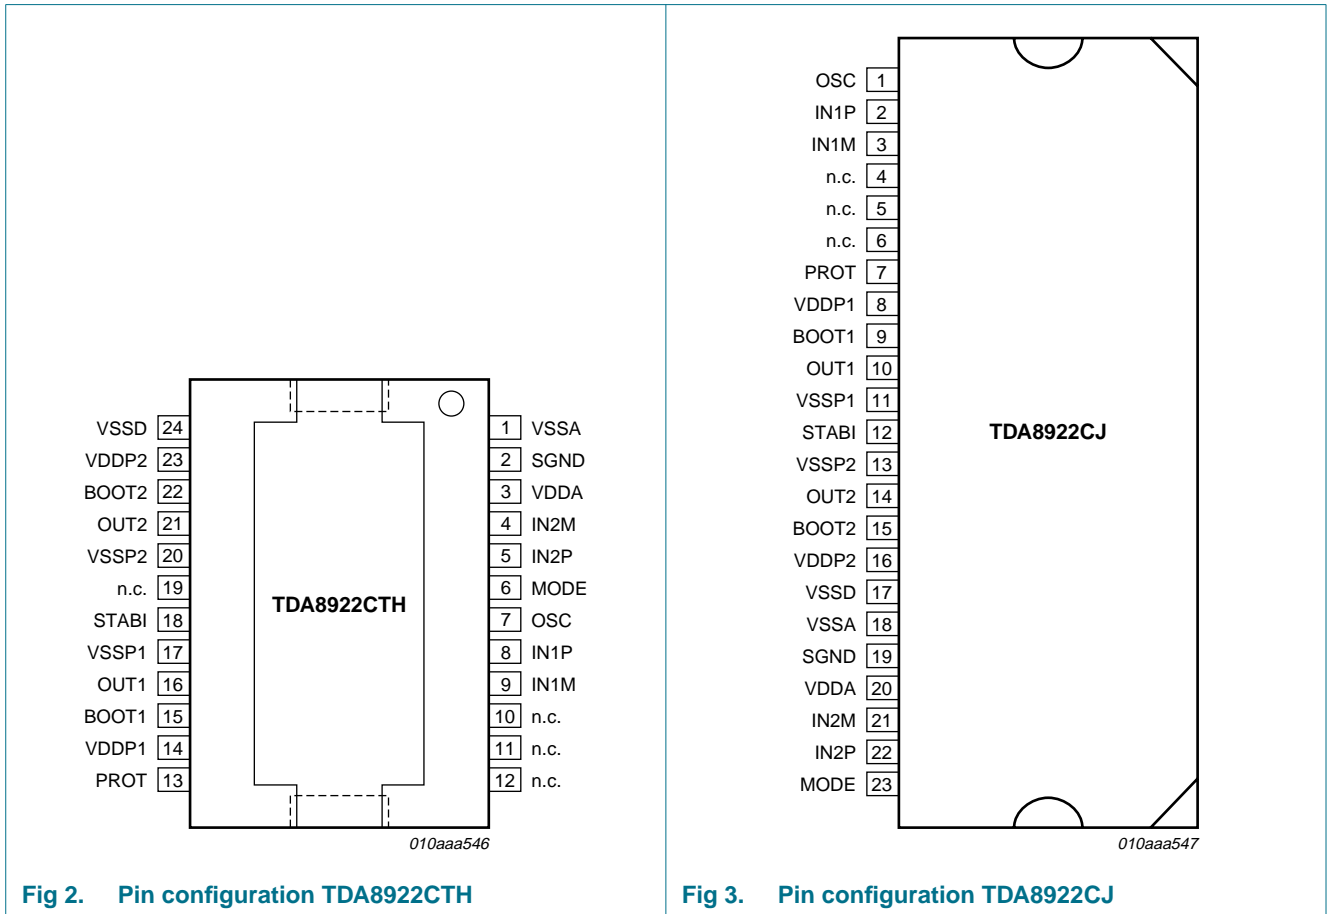 VSSD 24
VDDP2 23
BOOT2 22
OUT2 21
VSSP2 20
n.c. 19
STABI 18
VSSP1 17
OUT1 16
BOOT1 15
VDDP1 14
PROT 13
TDA8922CTH
1 VSSA
2 SGND
3 VDDA
4 IN2M
5 IN2P
6 MODE
7 OSC
8 IN1P
9 IN1M
10 n.c.
11 n.c.
12 n.c.
010aaa546
Fig 2. Pin configuration TDA8922CTH
OSC 1
IN1P 2
IN1M 3
n.c. 4
n.c. 5
n.c. 6
PROT 7
VDDP1 8
BOOT1 9
OUT1 10
VSSP1 11
STABI 12
VSSP2 13
OUT2 14
BOOT2 15
VDDP2 16
VSSD 17
VSSA 18
SGND 19
VDDA 20
IN2M 21
IN2P 22
MODE 23
TDA8922CJ
010aaa547
Fig 3. Pin configuration TDA8922CJ